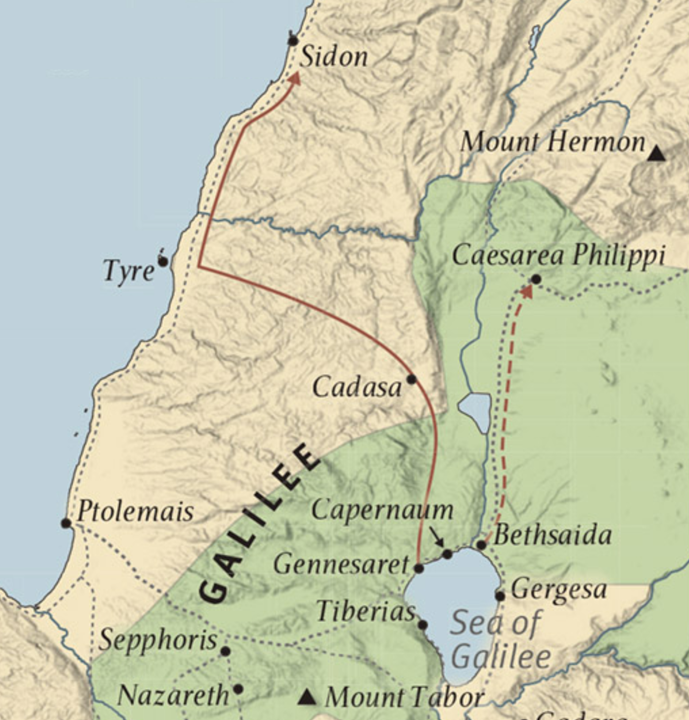 Sidon
Mount Hermon
Caesarea Philippi
Tyre
Cadasa
GALILEE
Ptolemais
Capernaum
Bethsaida
Gennesaret
Gergesa
Tiberias
Sea of
Galilee
Sepphoris
Nazareth
Mount Tabor